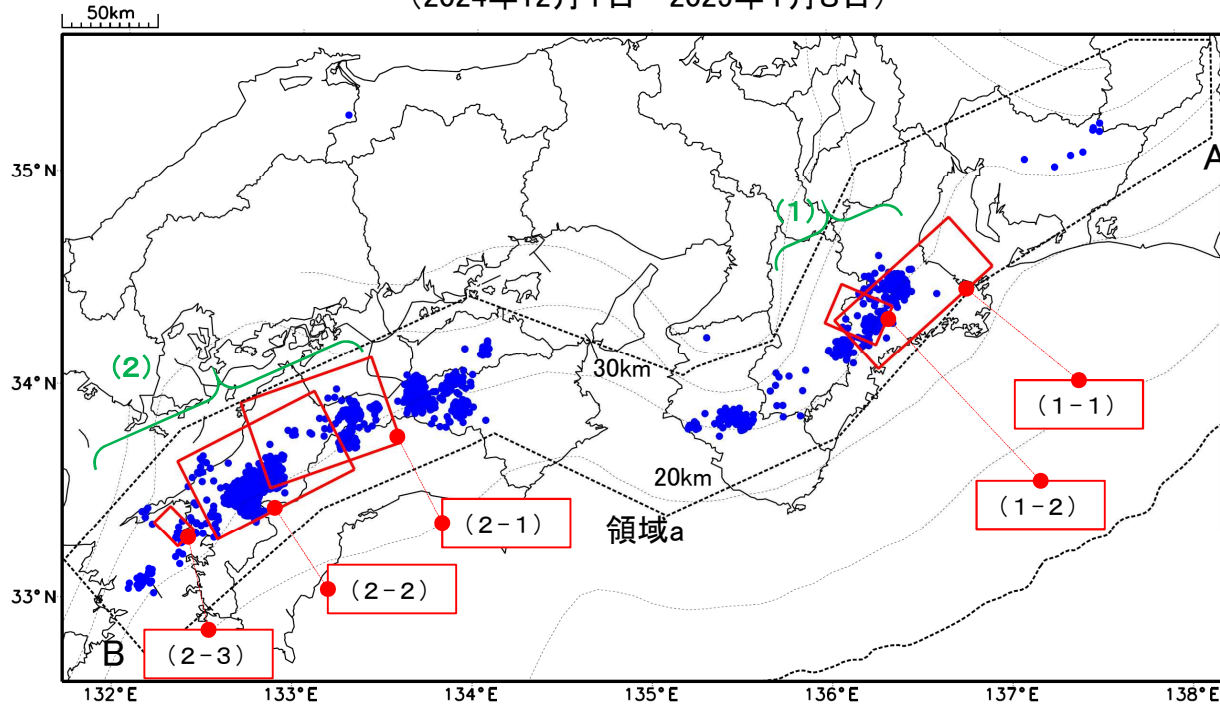 50km
35°N
A
(1)
34°N
(2)
30km
(1-1)
20km
(1-2)
(2-1)
領域a
(2-2)
33°N
B
(2-3)
132°E
133°E
134°E
135°E
136°E
137°E
138°E